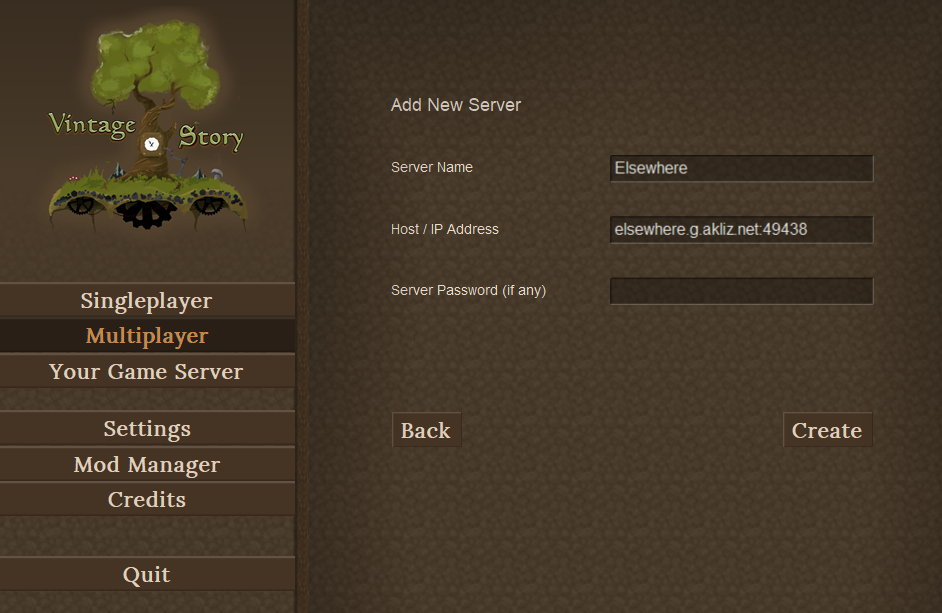 Vintage Story
Singleplayer
Multiplayer
Your Game Server
Settings
Mod Manager
Credits
Quit
Add New Server
Server Name
Elsewhere
Host / IP Address
elsewhere.g.akliz.net:49438
Server Password (if any)
Back
Create